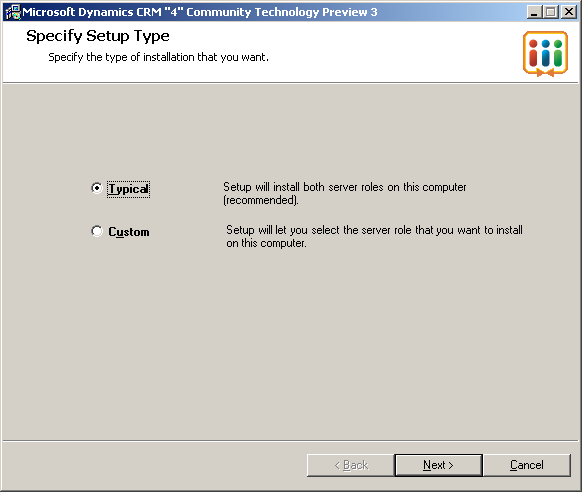 Microsoft Dynamics CRM "4" Community Technology Preview 3
Specify Setup Type
Specify the type of installation that you want.
Typical
Setup will install both server roles on this computer
(recommended).
Custom
Setup will let you select the server role that you want to install
on this computer.
< Back
Next >
Cancel